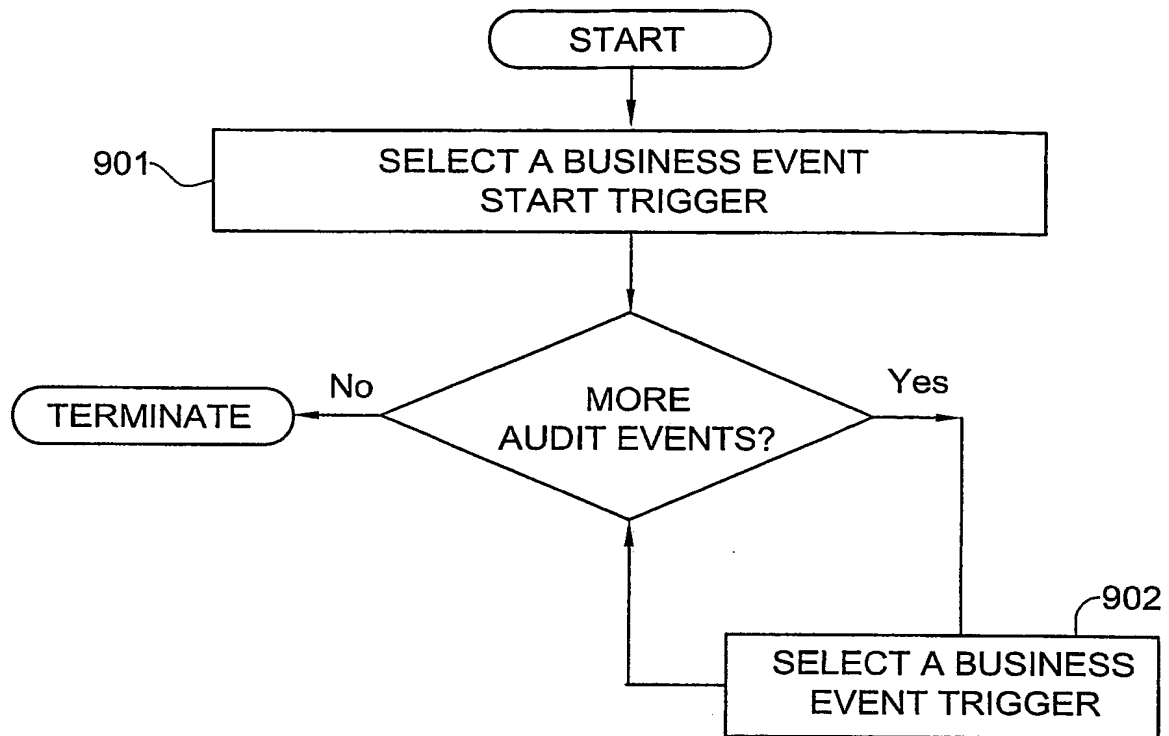 START
901
SELECT A BUSINESS EVENT
START TRIGGER
No
Yes
TERMINATE
MORE
AUDIT EVENTS?
902
SELECT A BUSINESS
EVENT TRIGGER